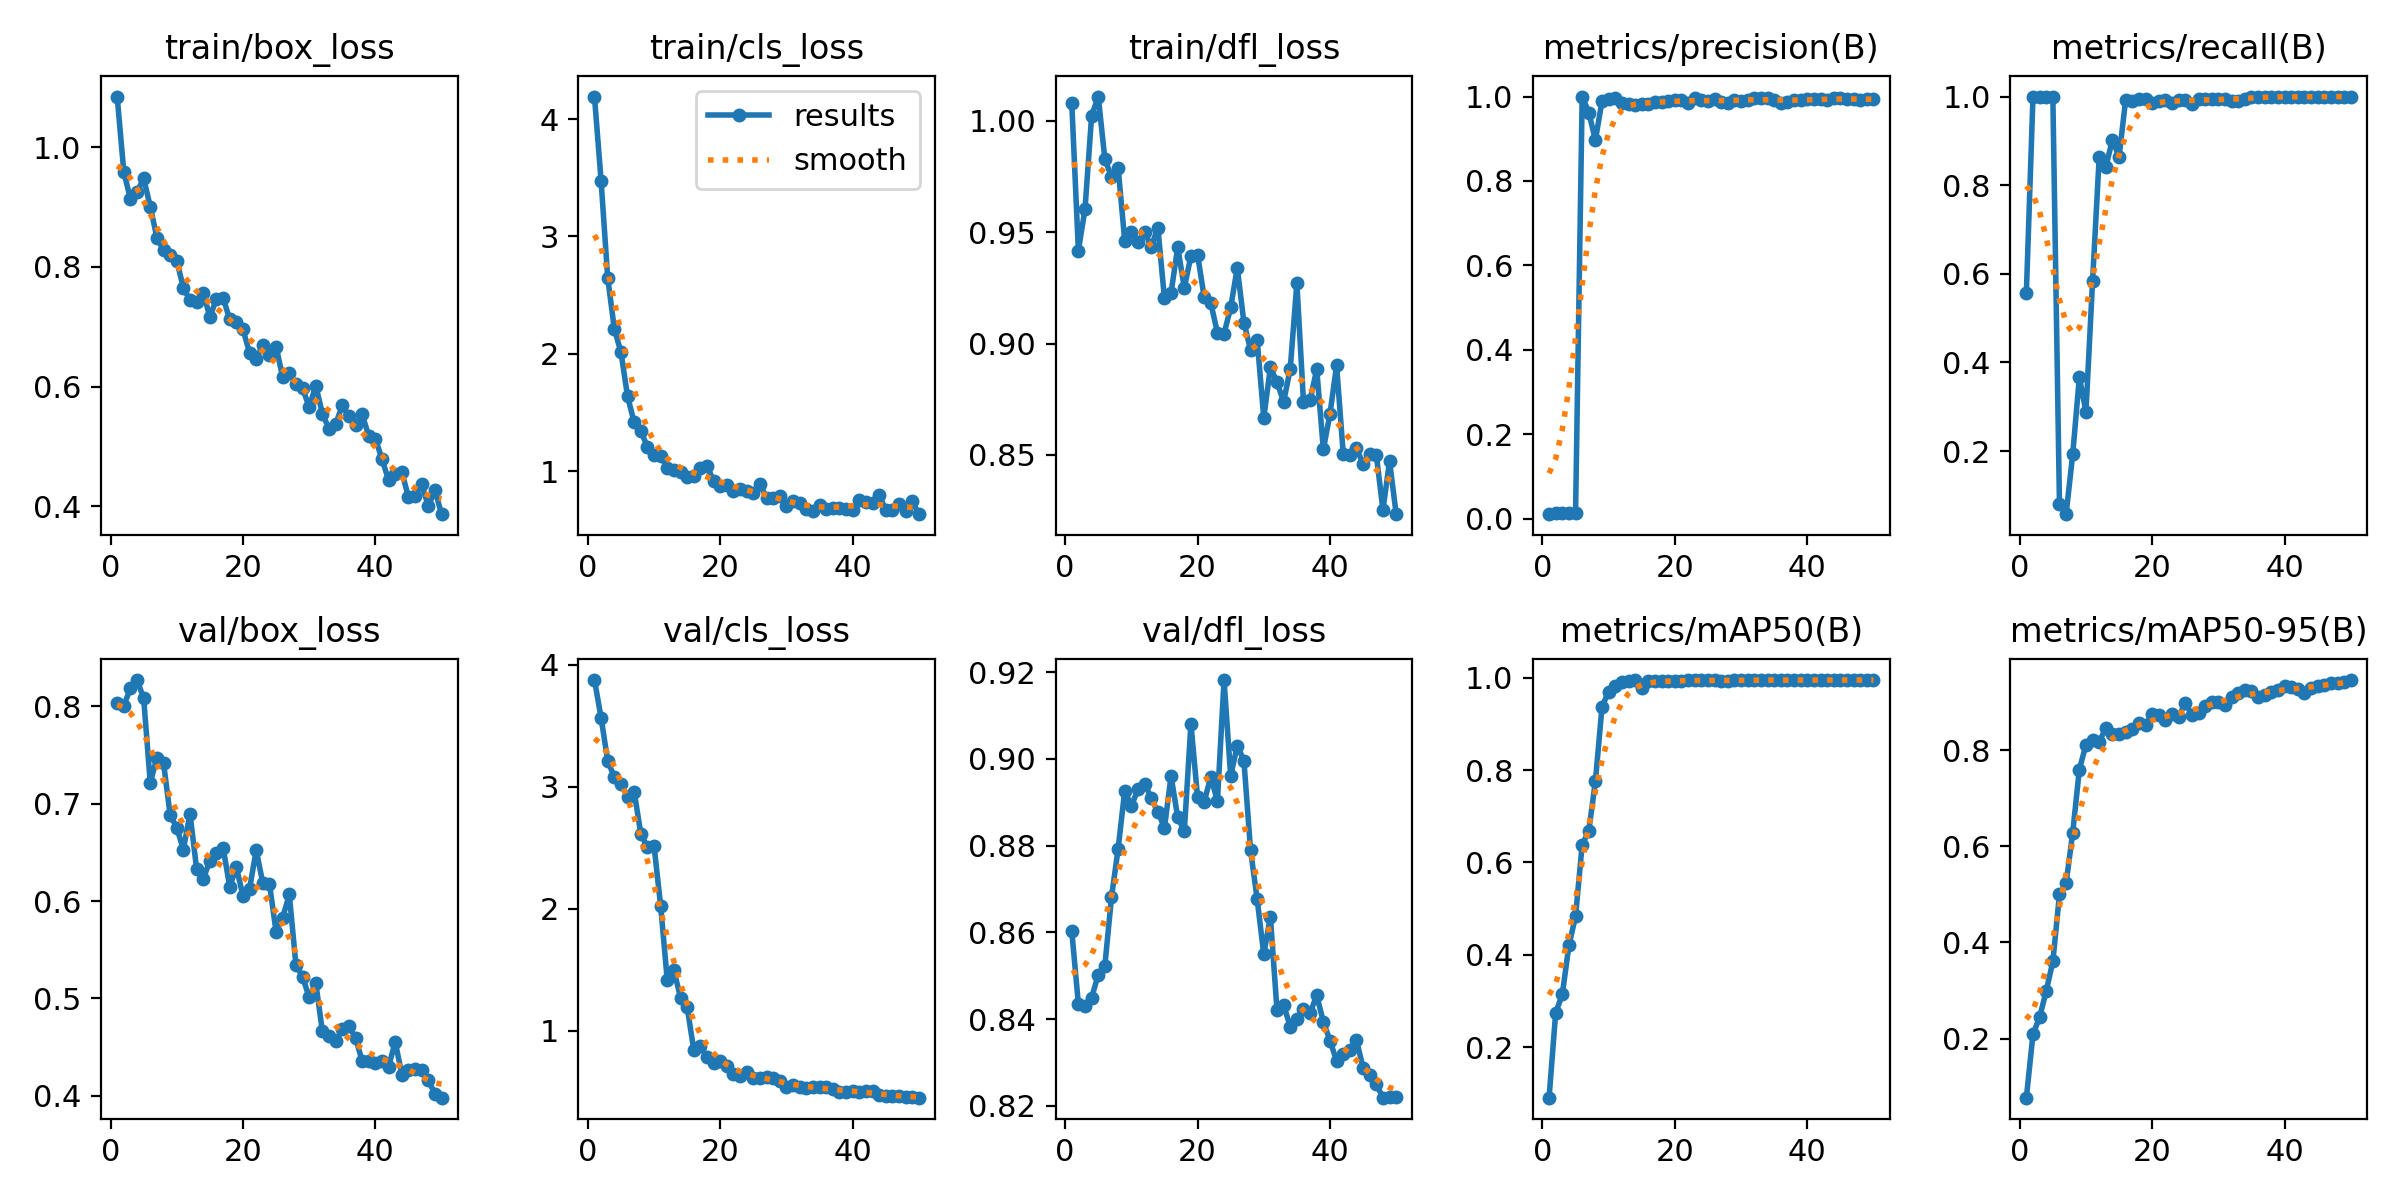 train/box_loss
1.0
0.8
0.6
0.4
0 20 40
train/cls_loss
results
smooth
4
3
2
1
0 20 40
train/dfl_loss
1.00
0.95
0.90
0.85
0 20 40
metrics/precision(B)
1.0
0.8
0.6
0.4
0.2
0.0
0 20 40
metrics/recall(B)
1.0
0.8
0.6
0.4
0.2
0 20 40
val/box_loss
0.8
0.7
0.6
0.5
0.4
0 20 40
val/cls_loss
4
3
2
1
0 20 40
val/dfl_loss
0.92
0.90
0.88
0.86
0.84
0.82
0 20 40
metrics/mAP50(B)
1.0
0.8
0.6
0.4
0.2
0 20 40
metrics/mAP50-95(B)
0.8
0.6
0.4
0.2
0 20 40